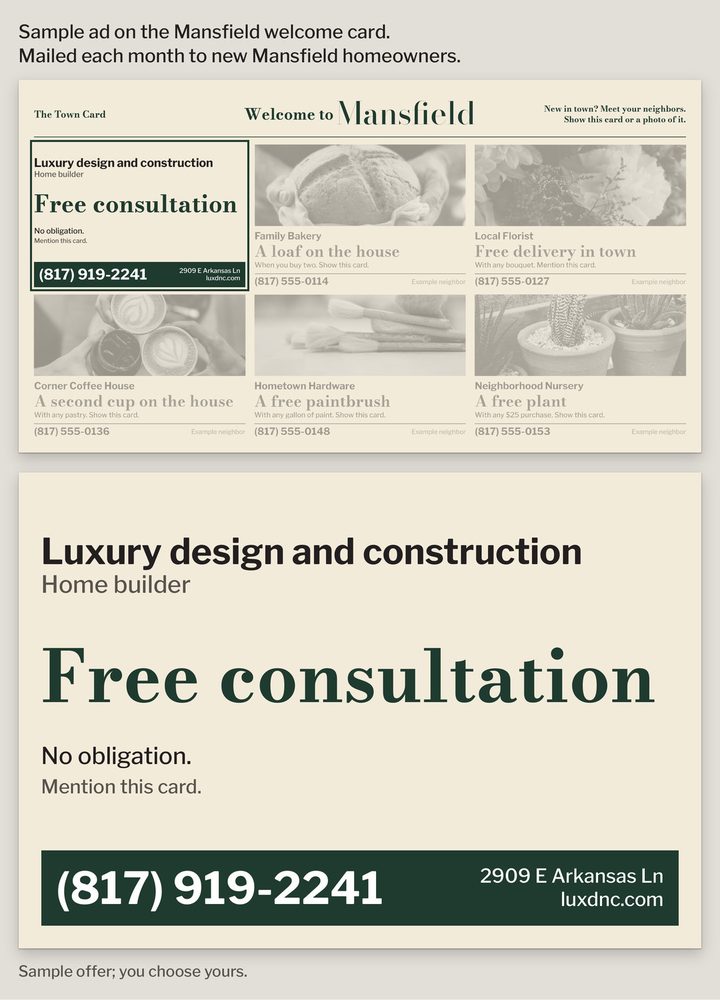 Sample ad on the Mansfield welcome card.
Mailed each month to new Mansfield homeowners.
The Town Card
Welcome to Mansfield
New in town? Meet your neighbors.
Show this card or a photo of it.
Luxury design and construction
Home builder
Free consultation
No obligation.
Mention this card.
(817) 919-2241
2909 E Arkansas Ln
luxdnc.com
Family Bakery
A loaf on the house
When you buy two. Show this card.
(817) 555-0114
Example neighbor
Local Florist
Free delivery in town
With any bouquet. Mention this card.
(817) 555-0127
Example neighbor
Corner Coffee House
A second cup on the house
With any pastry. Show this card.
(817) 555-0136
Example neighbor
Hometown Hardware
A free paintbrush
With any gallon of paint. Show this card.
(817) 555-0148
Example neighbor
Neighborhood Nursery
A free plant
With any $25 purchase. Show this card.
(817) 555-0153
Example neighbor
Luxury design and construction
Home builder
Free consultation
No obligation.
Mention this card.
(817) 919-2241
2909 E Arkansas Ln
luxdnc.com
Sample offer; you choose yours.